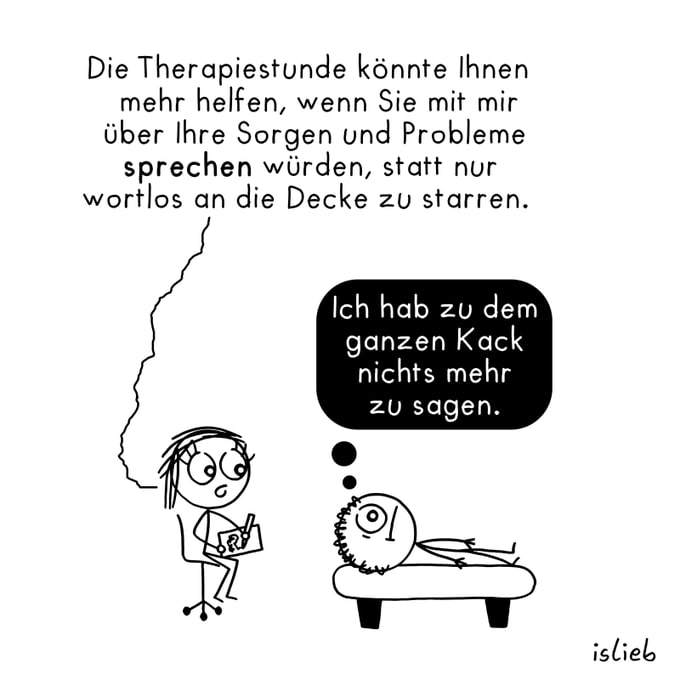 Die Therapiestunde könnte Ihnen
mehr helfen, wenn Sie mit mir
über Ihre Sorgen und Probleme
sprechen würden, statt nur
wortlos an die Decke zu starren.
Ich hab zu dem
ganzen Kack
nichts mehr
zu sagen.
islieb